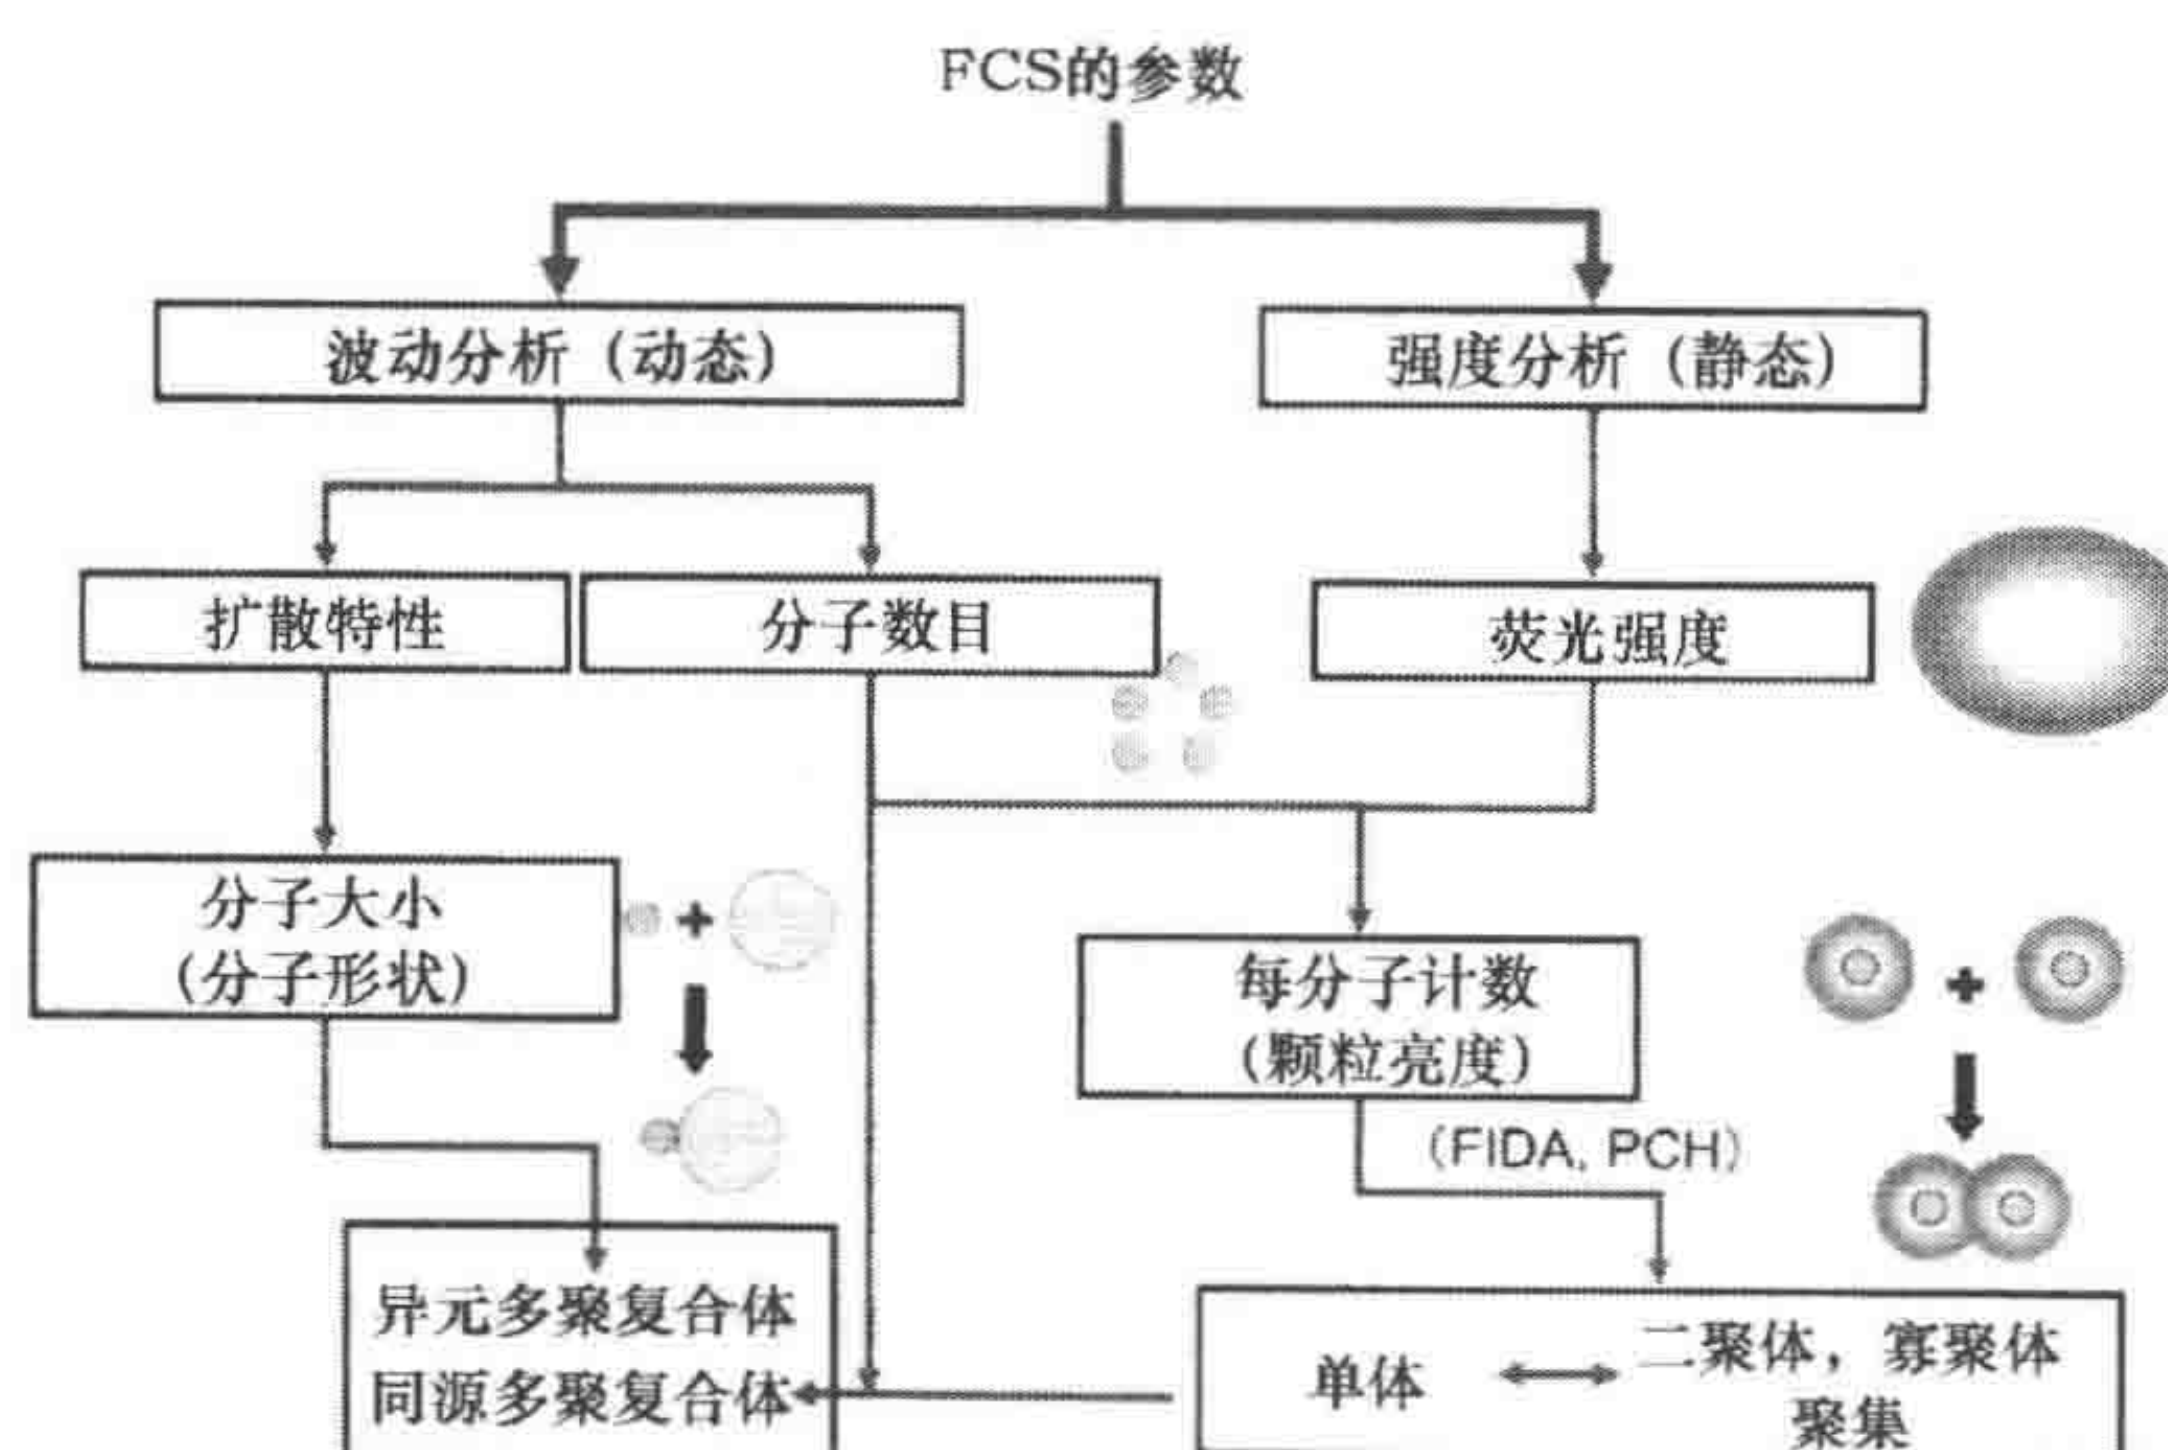 FCS的参数
波动分析（动态）
强度分析（静态）
扩散特性
分子数目
荧光强度
分子大小
(分子形状)
+
每分子计数
(颗粒亮度)
+
(FIDA, PCH)
异元多聚复合体
同源多聚复合体
单体
二聚体，寡聚体
聚集